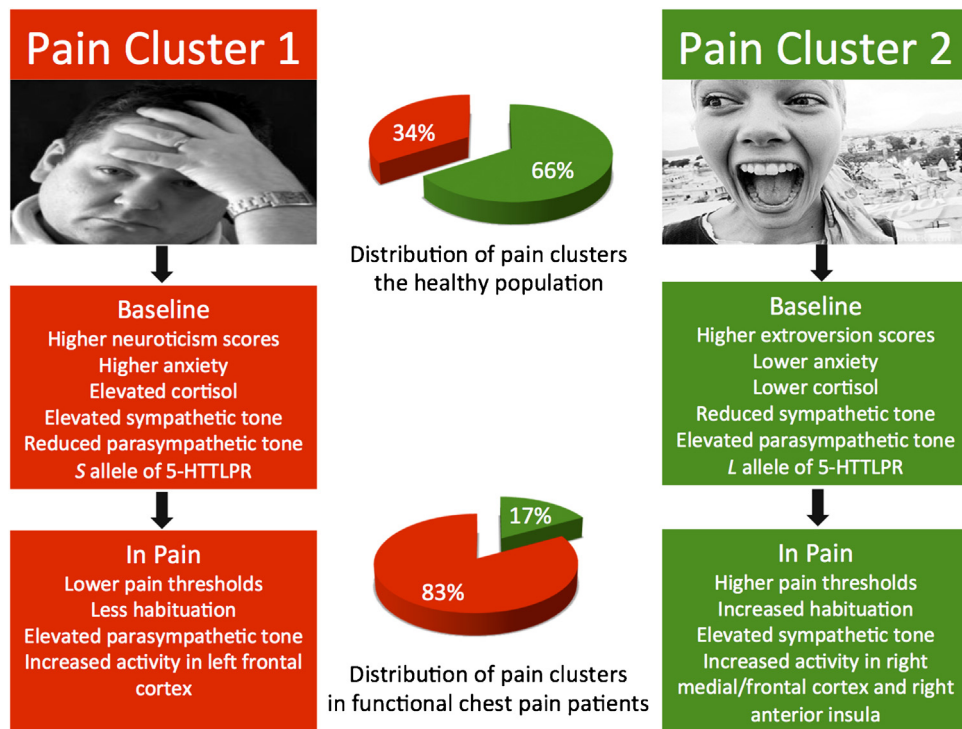 Pain Cluster 1
Baseline
Higher neuroticism scores
Higher anxiety
Elevated cortisol
Elevated sympathetic tone
Reduced parasympathetic tone
S allele of 5-HTTLPR
In Pain
Lower pain thresholds
Less habituation
Elevated parasympathetic tone
Increased activity in left frontal
cortex
34%
66%
Distribution of pain clusters
the healthy population
17%
83%
Distribution of pain clusters
in functional chest pain patients
Pain Cluster 2
Baseline
Higher extroversion scores
Lower anxiety
Lower cortisol
Reduced sympathetic tone
Elevated parasympathetic tone
L allele of 5-HTTLPR
In Pain
Higher pain thresholds
Increased habituation
Elevated sympathetic tone
Increased activity in right
medial/frontal cortex and right
anterior insula